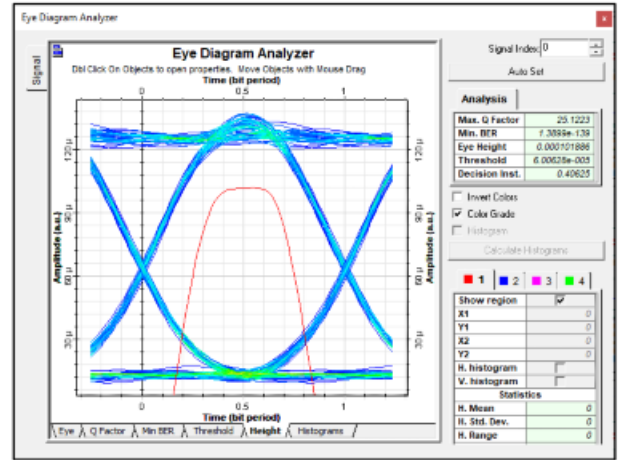 Eye Diagram Analyzer
Signal
Eye Diagram Analyzer
Dbl Click On Objects to open properties. Move Objects with Mouse Drag
Time (bit period)
0 0.5 1
Amplitude (a.u.)
120 µ
90 µ
60 µ
30 µ
Amplitude (a.u.)
120 µ
90 µ
60 µ
30 µ
0 0.5 1
Time (bit period)
Eye Q Factor Min BER Threshold Height Histograms
Signal Index: 0
Auto Set
Analysis
Max. Q Factor 25.1223
Min. BER 1.3899e-139
Eye Height 0.000101886
Threshold 6.00628e-005
Decision Inst. 0.40625
Invert Colors
Color Grade
Histogram
Calculate Histograms
1 2 3 4
Show region
X1 0
Y1 0
X2 0
Y2 0
H. histogram
V. histogram
Statistics
H. Mean 0
H. Std. Dev. 0
H. Range 0